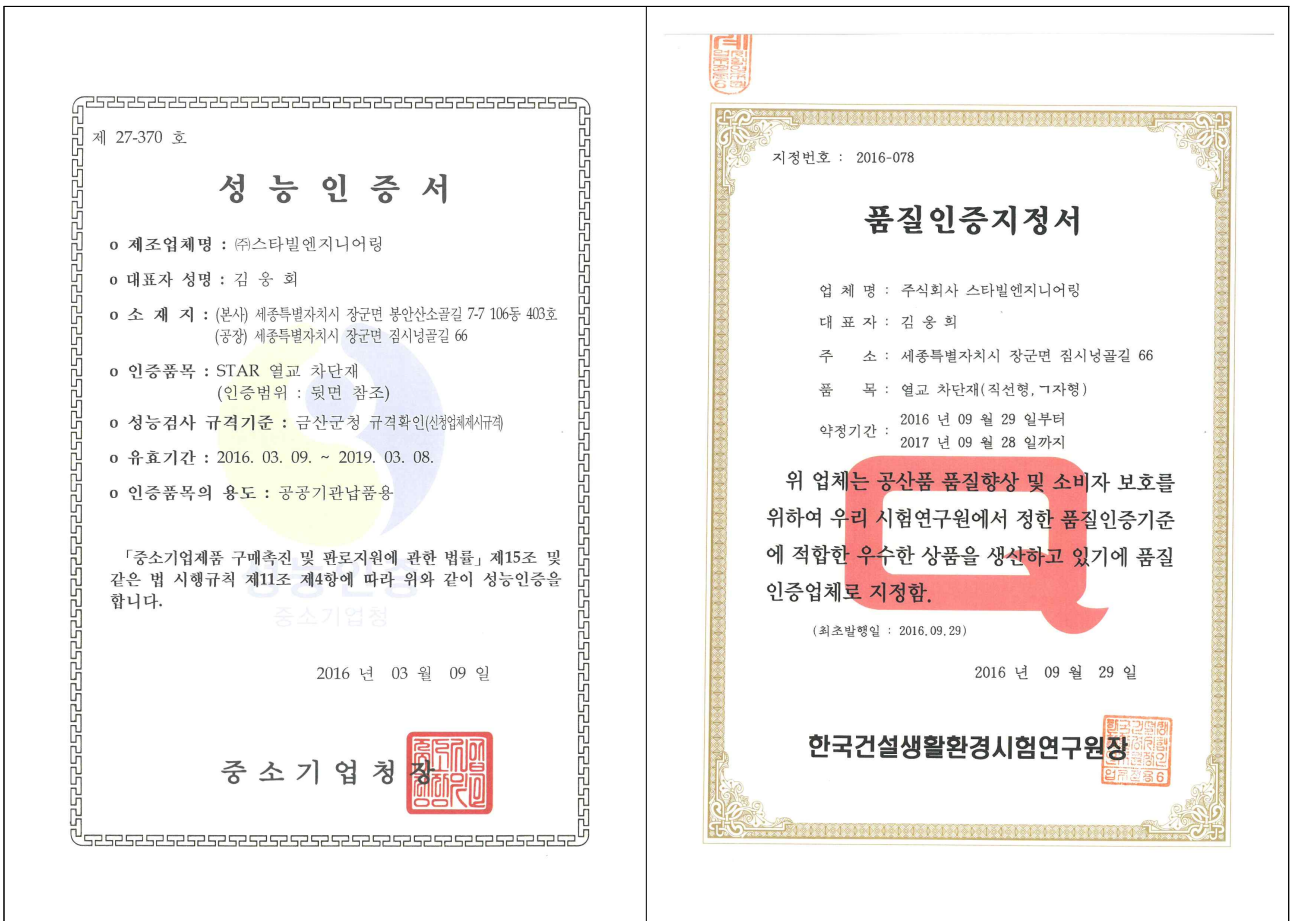 제 27-370 호
성 능 인 증 서
o 제조업체명 : ㈜스타빌엔지니어링
o 대표자 성명 : 김 웅 회
o 소 재 지 : (본사) 세종특별자치시 장군면 봉안산소골길 7-7 106동 403호
(공장) 세종특별자치시 장군면 짐시넝골길 66
o 인증품목 : STAR 열교 차단재
(인증범위 : 뒷면 참조)
o 성능검사 규격기준 : 금산군청 규격확인(신청업체제시규격)
o 유효기간 : 2016. 03. 09. ~ 2019. 03. 08.
o 인증품목의 용도 : 공공기관납품용
「중소기업제품 구매촉진 및 판로지원에 관한 법률」 제15조 및
같은 법 시행규칙 제11조 제4항에 따라 위와 같이 성능인증을
합니다.
성능인증
중소기업청
2016 년 03 월 09 일
중 소 기 업 청 장
지정번호 : 2016-078
품질인증지정서
업 체 명 : 주식회사 스타빌엔지니어링
대 표 자 : 김 웅 희
주 소 : 세종특별자치시 장군면 짐시넝골길 66
품 목 : 열교 차단재(직선형,ㄱ자형)
약정기간 : 2016 년 09 월 29 일부터
2017 년 09 월 28 일까지
위 업체는 공산품 품질향상 및 소비자 보호를
위하여 우리 시험연구원에서 정한 품질인증기준
에 적합한 우수한 상품을 생산하고 있기에 품질
인증업체로 지정함.
(최초발행일 : 2016.09.29)
2016 년 09 월 29 일
한국건설생활환경시험연구원장